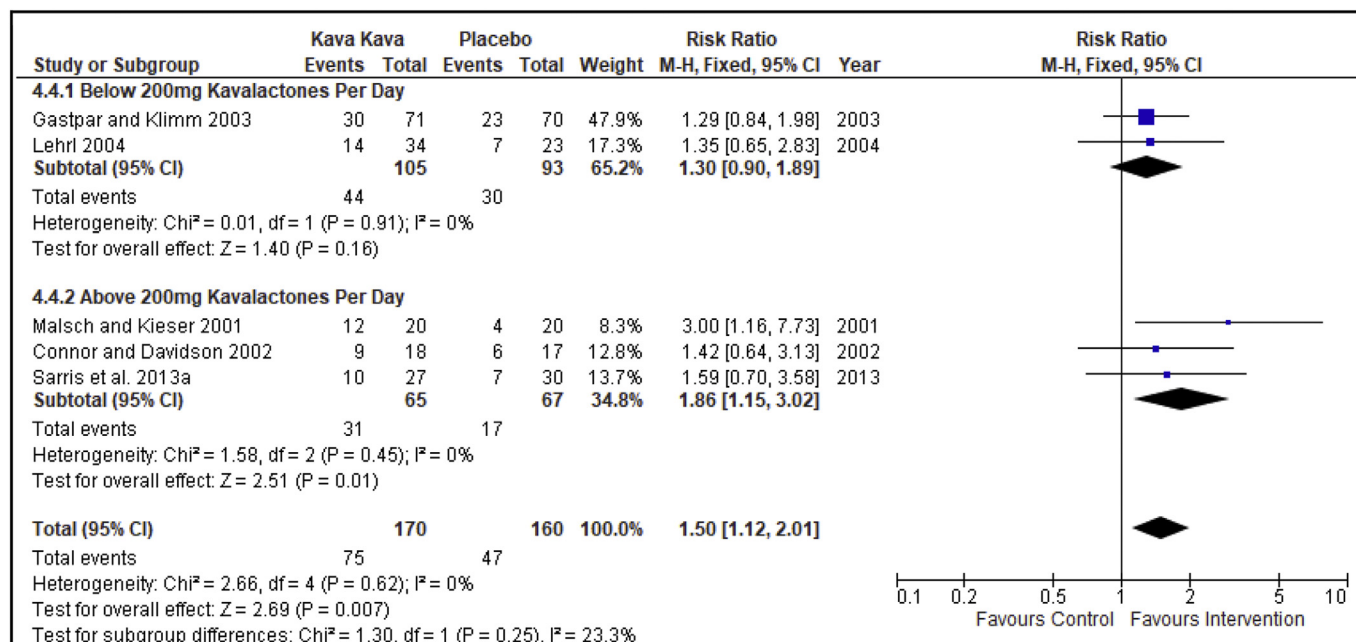 Kava Kava Placebo Risk Ratio Risk Ratio
Study or Subgroup Events Total Events Total Weight M-H, Fixed, 95% CI Year M-H, Fixed, 95% CI
4.4.1 Below 200mg Kavalactones Per Day
Gastpar and Klimm 2003 30 71 23 70 47.9% 1.29 [0.84, 1.98] 2003
Lehrl 2004 14 34 7 23 17.3% 1.35 [0.65, 2.83] 2004
Subtotal (95% CI) 105 93 65.2% 1.30 [0.90, 1.89]
Total events 44 30
Heterogeneity: Chi² = 0.01, df = 1 (P = 0.91); I² = 0%
Test for overall effect: Z = 1.40 (P = 0.16)
4.4.2 Above 200mg Kavalactones Per Day
Malsch and Kieser 2001 12 20 4 20 8.3% 3.00 [1.16, 7.73] 2001
Connor and Davidson 2002 9 18 6 17 12.8% 1.42 [0.64, 3.13] 2002
Sarris et al. 2013a 10 27 7 30 13.7% 1.59 [0.70, 3.58] 2013
Subtotal (95% CI) 65 67 34.8% 1.86 [1.15, 3.02]
Total events 31 17
Heterogeneity: Chi² = 1.58, df = 2 (P = 0.45); I² = 0%
Test for overall effect: Z = 2.51 (P = 0.01)
Total (95% CI) 170 160 100.0% 1.50 [1.12, 2.01]
Total events 75 47
Heterogeneity: Chi² = 2.66, df = 4 (P = 0.62); I² = 0%
Test for overall effect: Z = 2.69 (P = 0.007)
Test for subgroup differences: Chi² = 1.30, df = 1 (P = 0.25), I² = 23.3%
0.1 0.2 0.5 1 2 5 10
Favours Control Favours Intervention